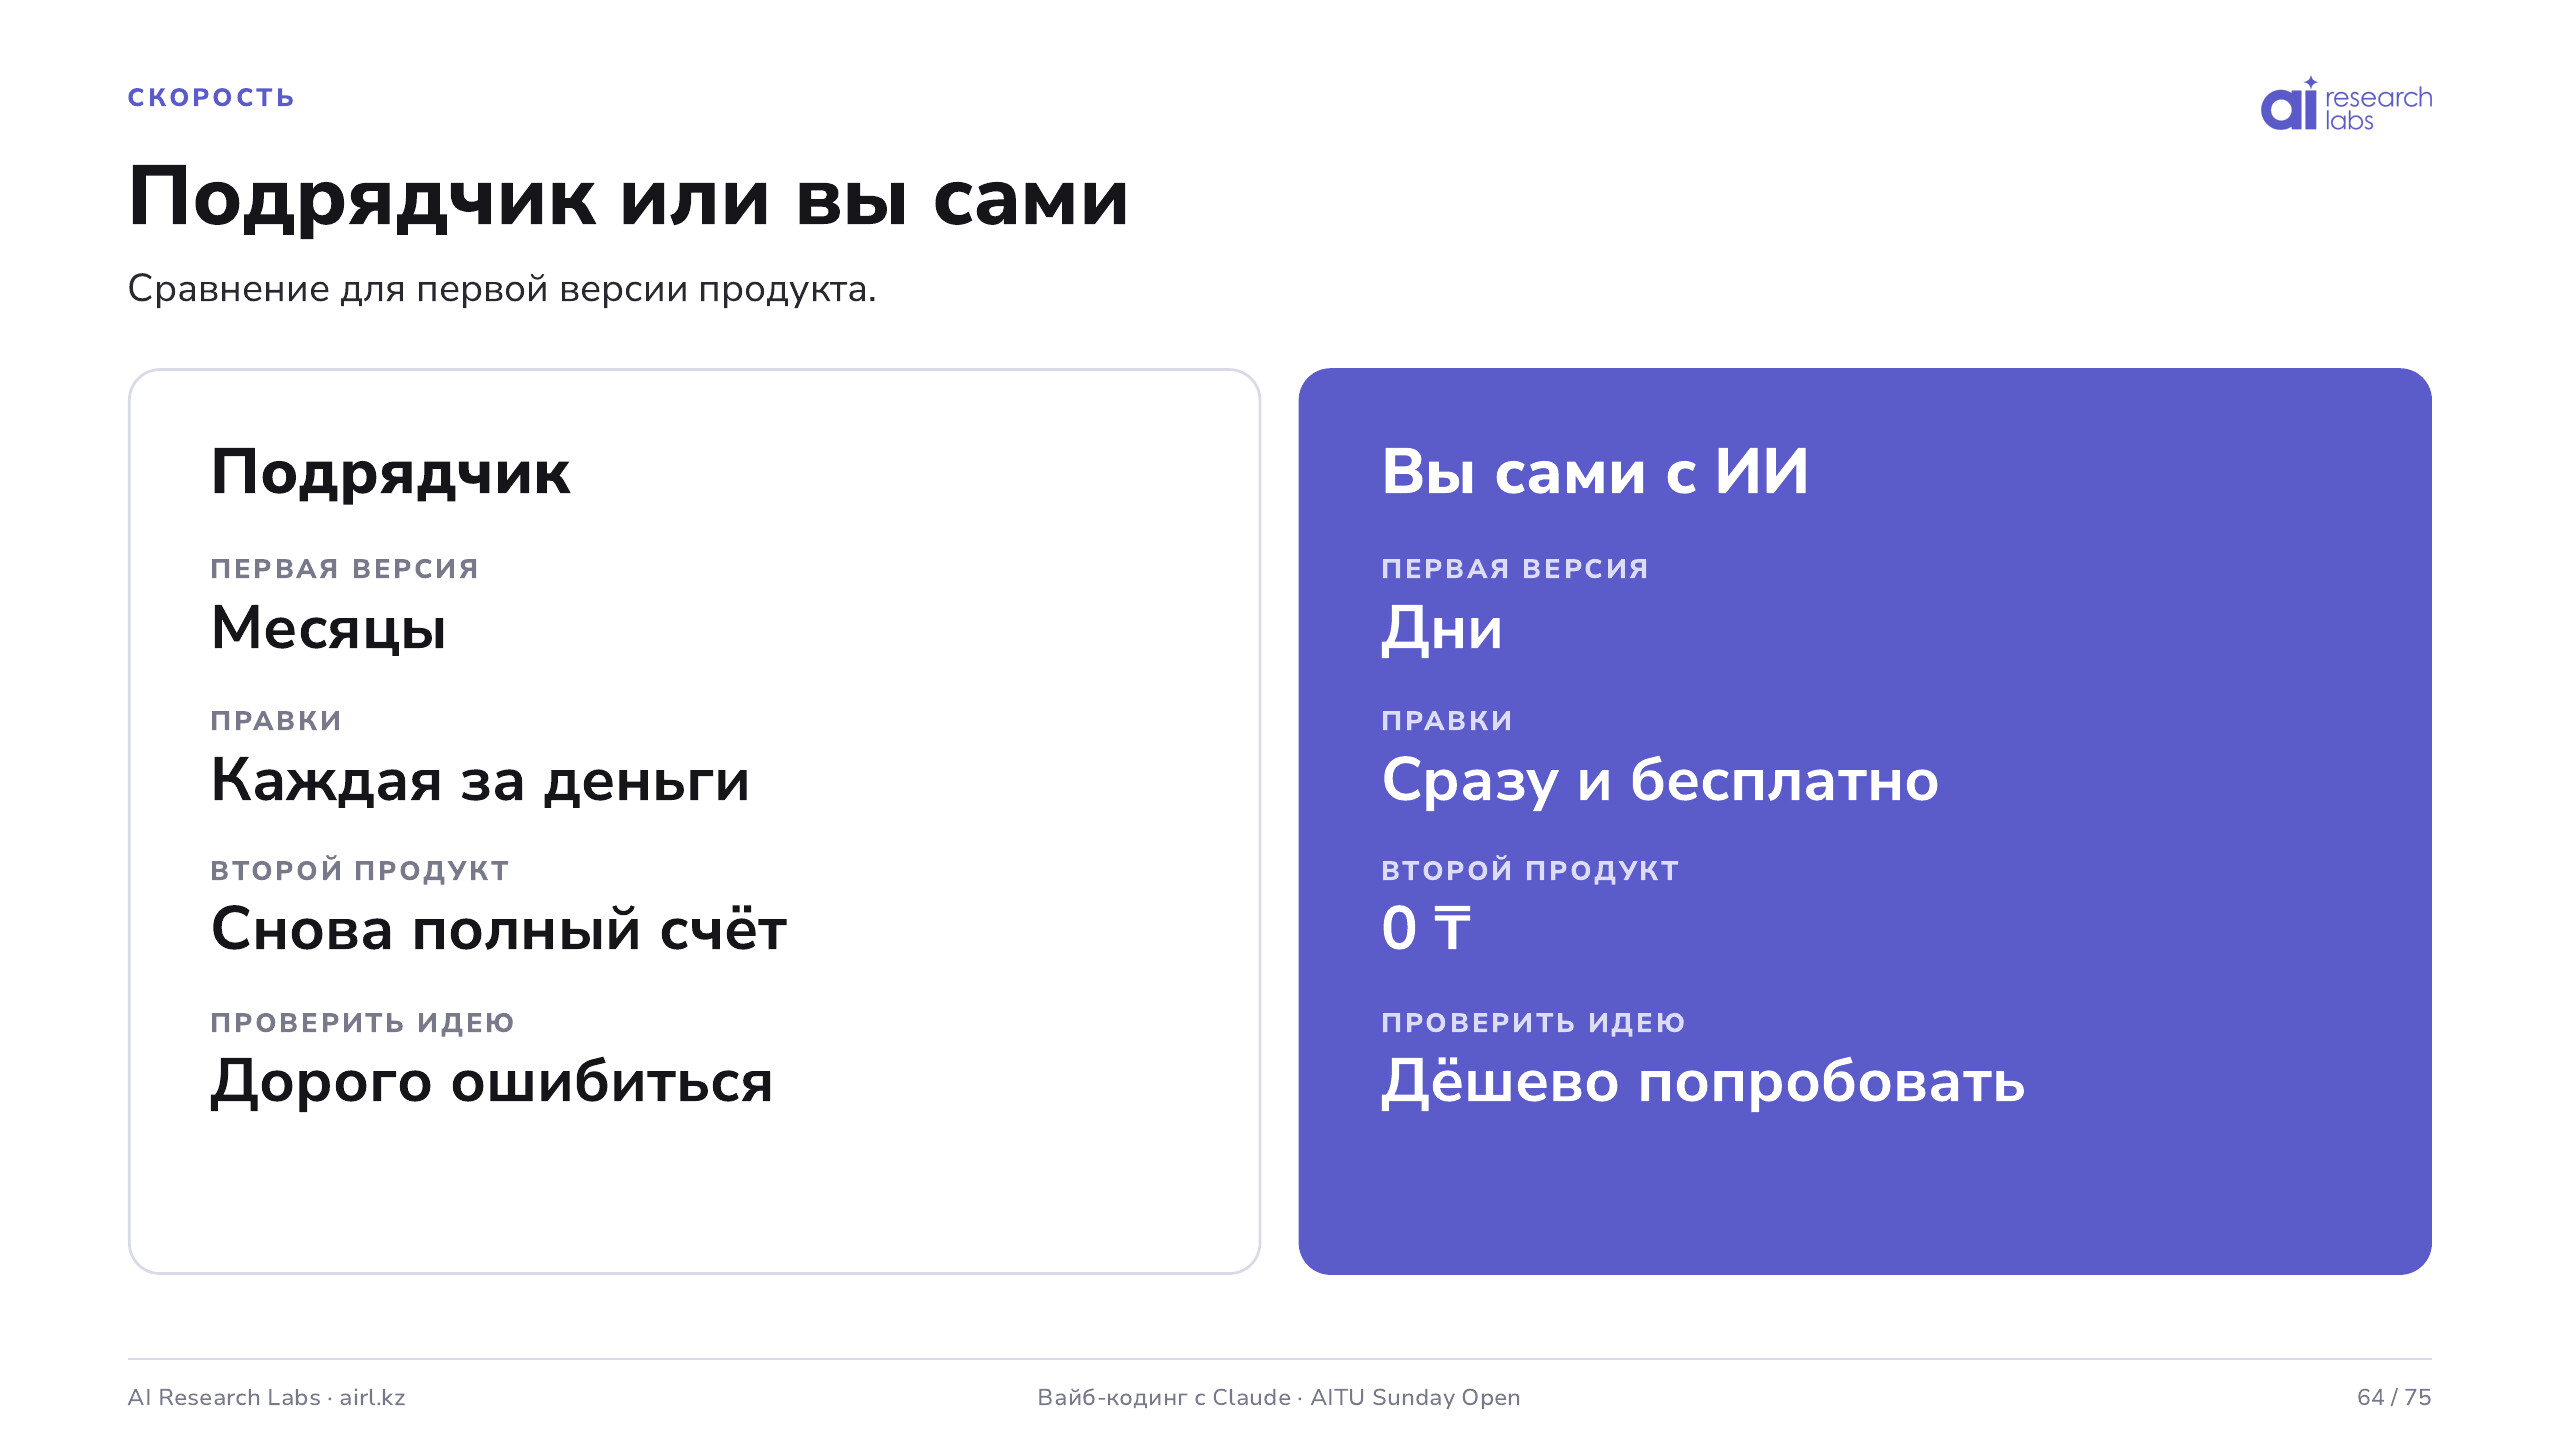 СКОРОСТЬ
ai research labs
Подрядчик или вы сами
Сравнение для первой версии продукта.
Подрядчик
ПЕРВАЯ ВЕРСИЯ
Месяцы
ПРАВКИ
Каждая за деньги
ВТОРОЙ ПРОДУКТ
Снова полный счёт
ПРОВЕРИТЬ ИДЕЮ
Дорого ошибиться
Вы сами с ИИ
ПЕРВАЯ ВЕРСИЯ
Дни
ПРАВКИ
Сразу и бесплатно
ВТОРОЙ ПРОДУКТ
0 ₸
ПРОВЕРИТЬ ИДЕЮ
Дёшево попробовать
AI Research Labs · airl.kz
Вайб-кодинг с Claude · AITU Sunday Open
64 / 75